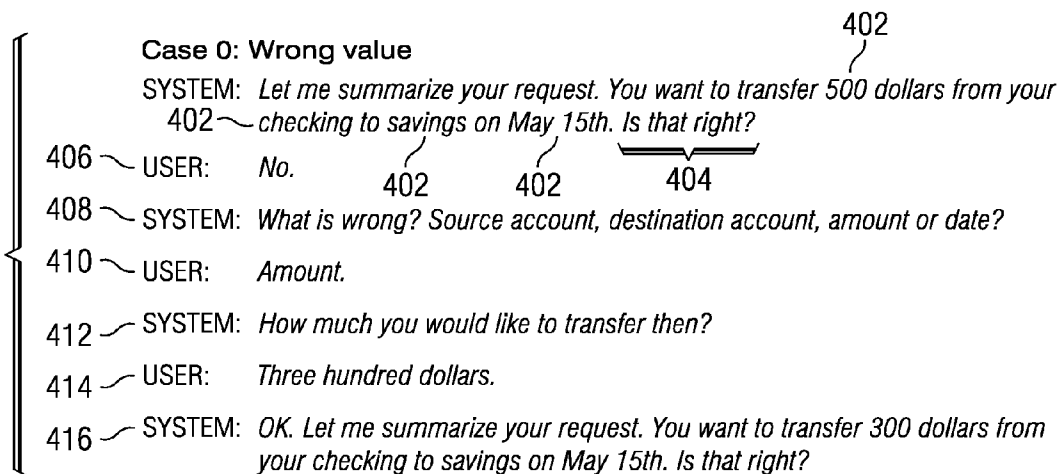 402
Case 0: Wrong value
SYSTEM: Let me summarize your request. You want to transfer 500 dollars from your
402 checking to savings on May 15th. Is that right?
406 USER: No. 402 402 404
408 SYSTEM: What is wrong? Source account, destination account, amount or date?
410 USER: Amount.
412 SYSTEM: How much you would like to transfer then?
414 USER: Three hundred dollars.
416 SYSTEM: OK. Let me summarize your request. You want to transfer 300 dollars from
your checking to savings on May 15th. Is that right?